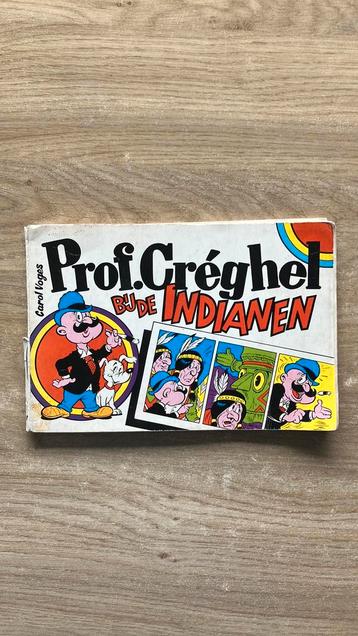 Carol Voges
Prof. Créghel
BIJ DE INDIANEN